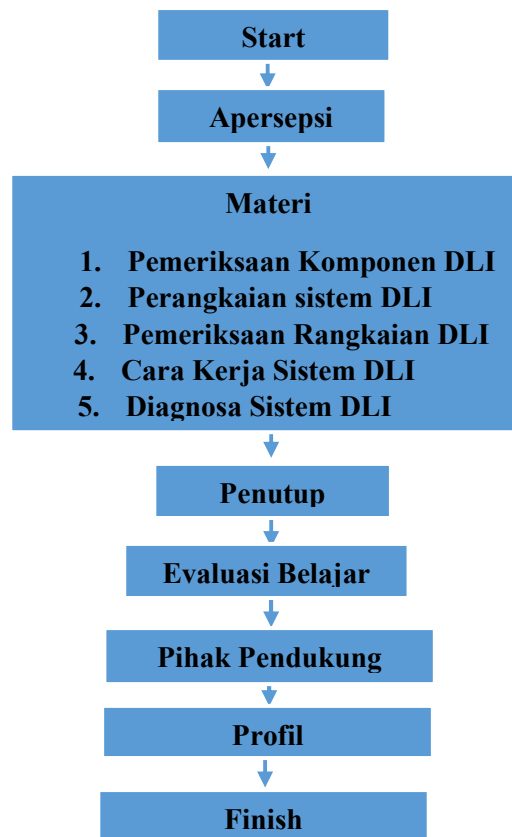 Start
Apersepsi
Materi
1. Pemeriksaan Komponen DLI
2. Perangkaian sistem DLI
3. Pemeriksaan Rangkaian DLI
4. Cara Kerja Sistem DLI
5. Diagnosa Sistem DLI
Penutup
Evaluasi Belajar
Pihak Pendukung
Profil
Finish